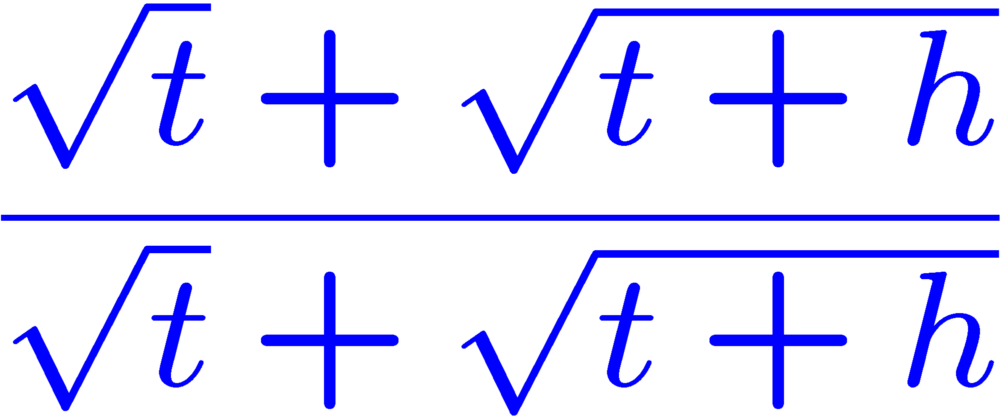 √t + √(t + h)
√t + √(t + h)